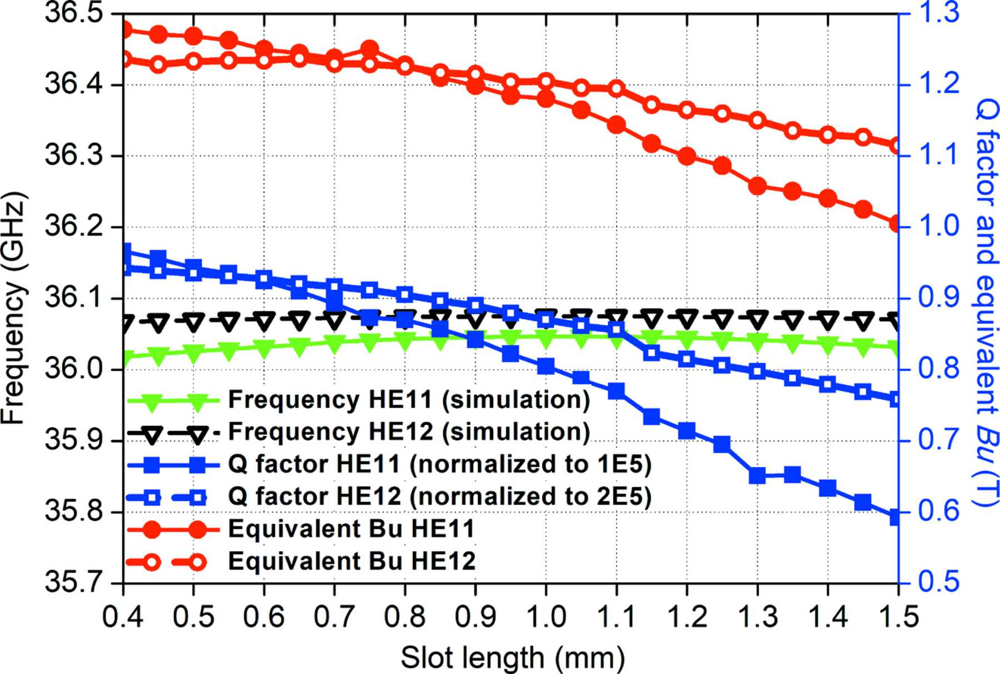 36.5
36.4
36.3
36.2
36.1
36.0
35.9
35.8
35.7
Frequency (GHz)
1.3
1.2
1.1
1.0
0.9
0.8
0.7
0.6
0.5
Q factor and equivalent Bu (T)
Frequency HE11 (simulation)
Frequency HE12 (simulation)
Q factor HE11 (normalized to 1E5)
Q factor HE12 (normalized to 2E5)
Equivalent Bu HE11
Equivalent Bu HE12
0.4 0.5 0.6 0.7 0.8 0.9 1.0 1.1 1.2 1.3 1.4 1.5
Slot length (mm)